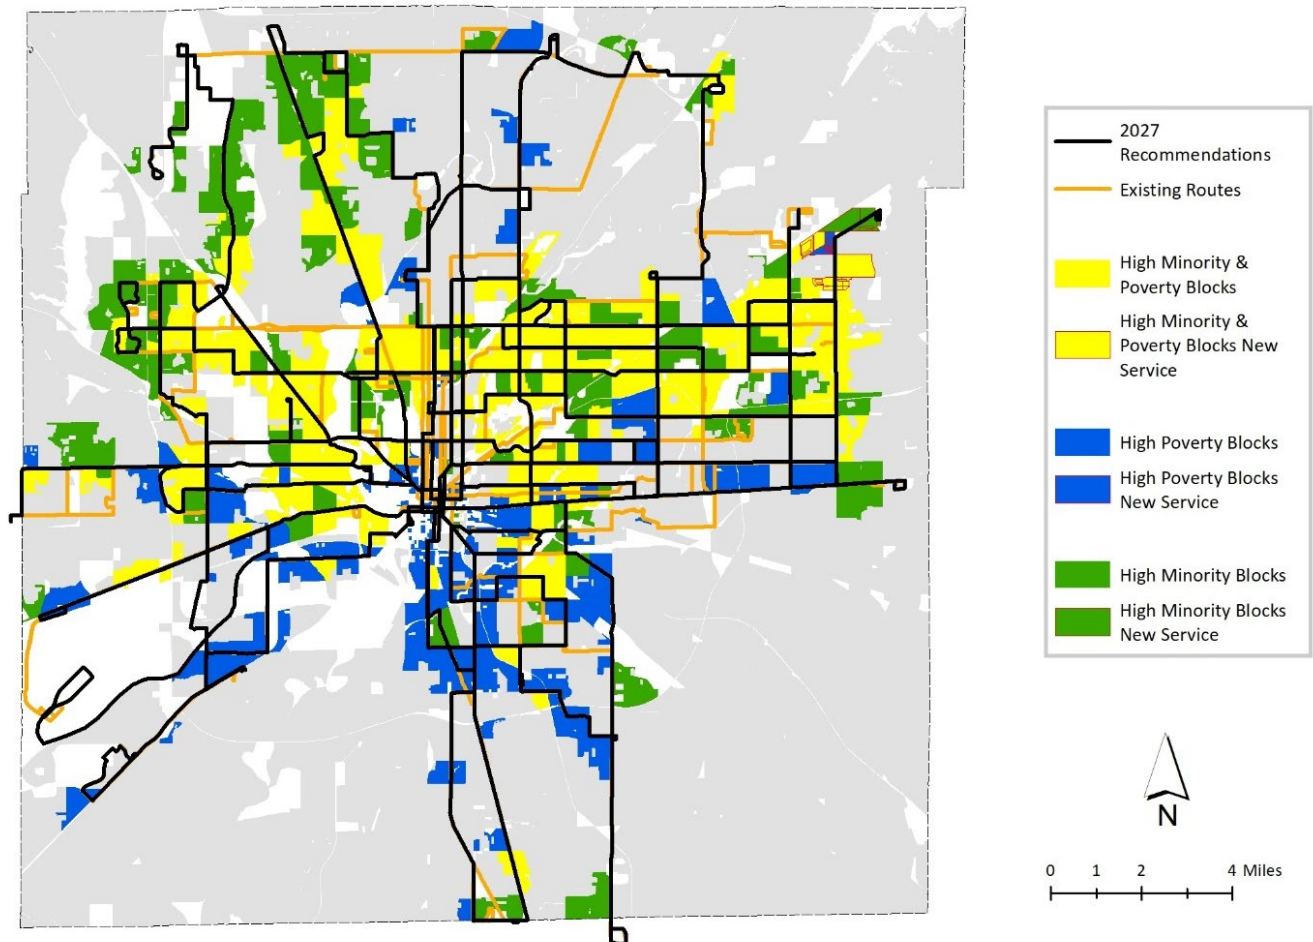 2027
Recommendations
Existing Routes
High Minority &
Poverty Blocks
High Minority &
Poverty Blocks New
Service
High Poverty Blocks
High Poverty Blocks
New Service
High Minority Blocks
High Minority Blocks
New Service
N
0 1 2 4 Miles